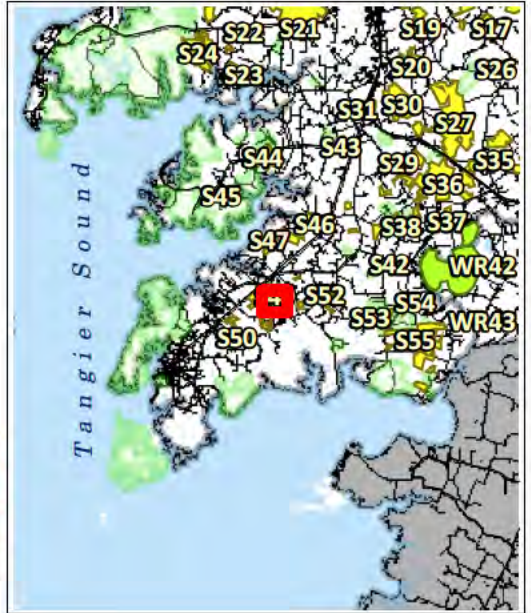 S22
S21
S19
S17
S24
S23
S20
S26
S31
S30
S27
S44
S43
S29
S35
S36
S45
S46
S38
S37
S47
S42
WR42
S52
S54
S53
WR43
S50
S55
Tangier Sound